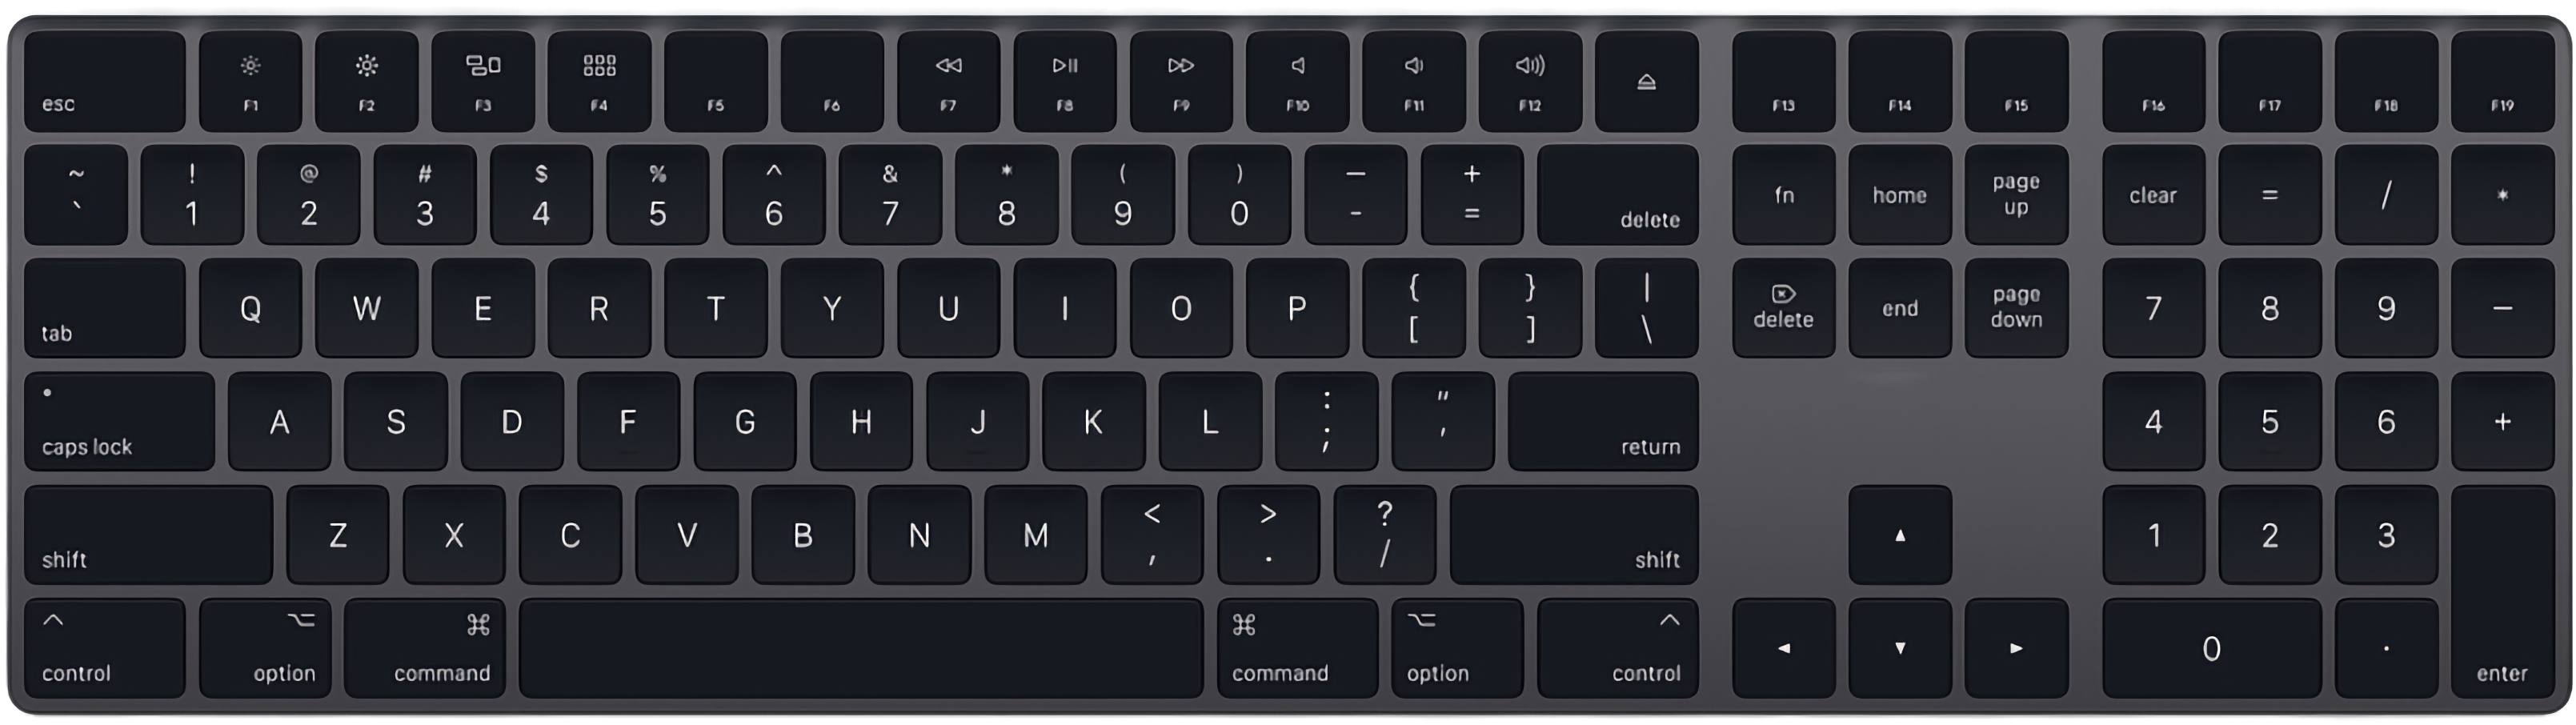 esc F1 F2 F3 F4 F5 F6 F7 F8 F9 F10 F11 F12 F13 F14 F15 F16 F17 F18 F19
~ ! @ # $ % ^ & * ( ) — +
` 1 2 3 4 5 6 7 8 9 0 - = delete fn home page up clear = / *
tab Q W E R T Y U I O P { } |
[ ] \ delete end page down 7 8 9 −
caps lock A S D F G H J K L : "
; ' return 4 5 6 +
shift Z X C V B N M < > ?
, . / shift ▲ 1 2 3
^ ⌥ ⌘ ⌘ ⌥ ^
control option command command option control ◄ ▼ ► 0 . enter